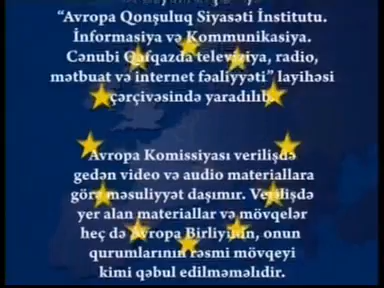 “Avropa Qonşuluq Siyasəti İnstitutu.
İnformasiya və Kommunikasiya.
Cənubi Qafqazda televiziya, radio,
mətbuat və internet fəaliyyəti” layihəsi
çərçivəsində yaradılıb.
Avropa Komissiyası verilişdə
gedən video və audio materiallara
görə məsuliyyət daşımır. Verilişdə
yer alan materiallar və mövqelər
heç də Avropa Birliyinin, onun
qurumlarının rəsmi mövqeyi
kimi qəbul edilməməlidir.